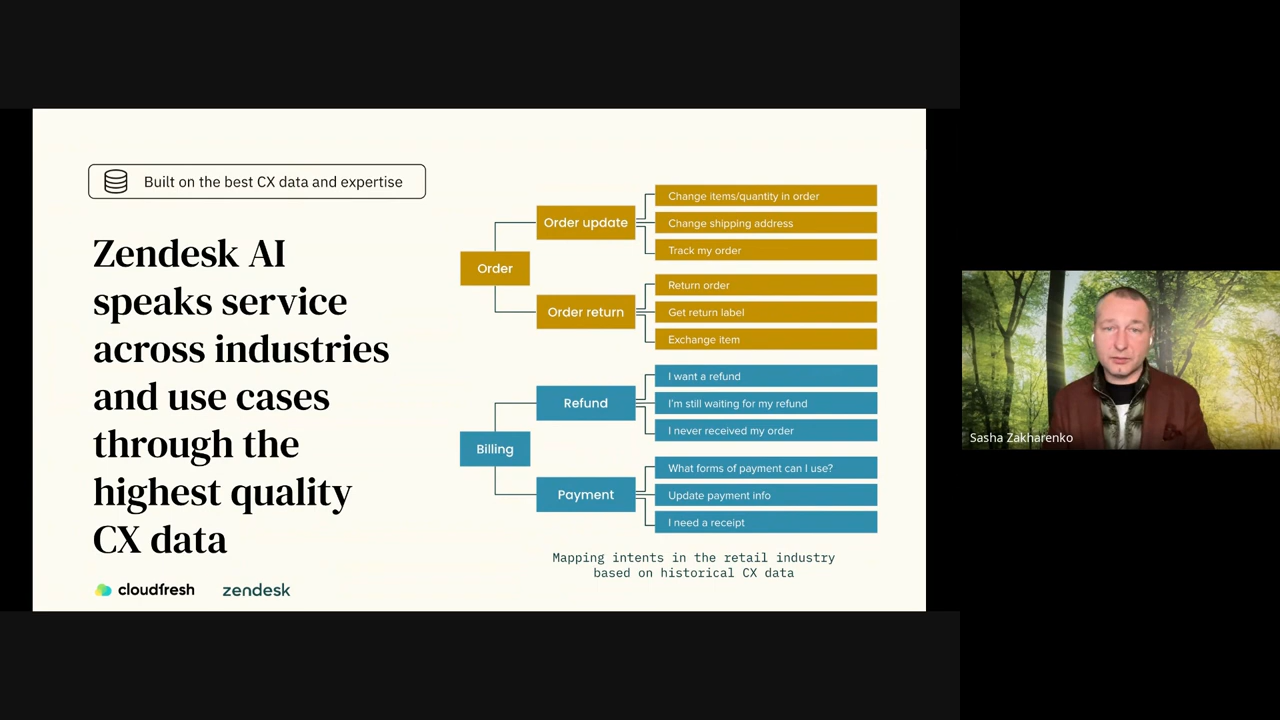 Built on the best CX data and expertise
Zendesk AI
speaks service
across industries
and use cases
through the
highest quality
CX data
cloudfresh
zendesk
Order
Order update
Change items/quantity in order
Change shipping address
Track my order
Order return
Return order
Get return label
Exchange item
Billing
Refund
I want a refund
I'm still waiting for my refund
I never received my order
Payment
What forms of payment can I use?
Update payment info
I need a receipt
Mapping intents in the retail industry
based on historical CX data
Sasha Zakharenko